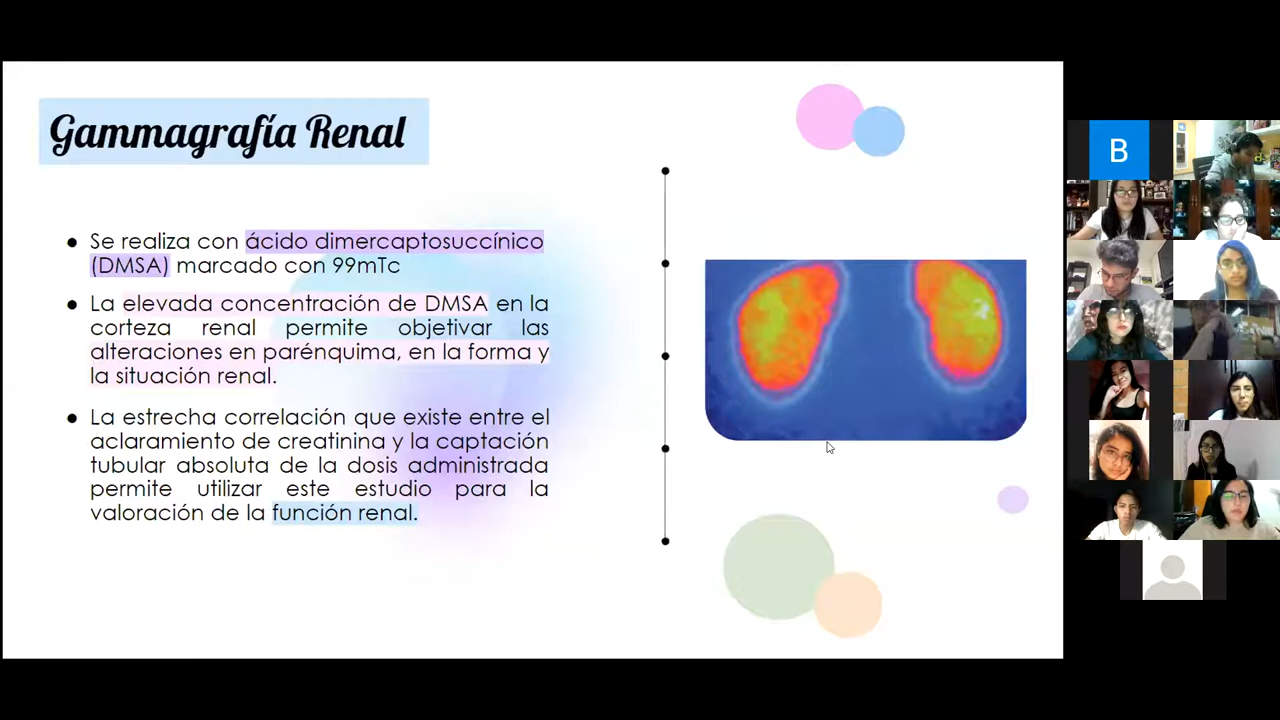 Gammagrafía Renal
● Se realiza con ácido dimercaptosuccínico
(DMSA) marcado con 99mTc
● La elevada concentración de DMSA en la
corteza renal permite objetivar las
alteraciones en parénquima, en la forma y
la situación renal.
● La estrecha correlación que existe entre el
aclaramiento de creatinina y la captación
tubular absoluta de la dosis administrada
permite utilizar este estudio para la
valoración de la función renal.
B